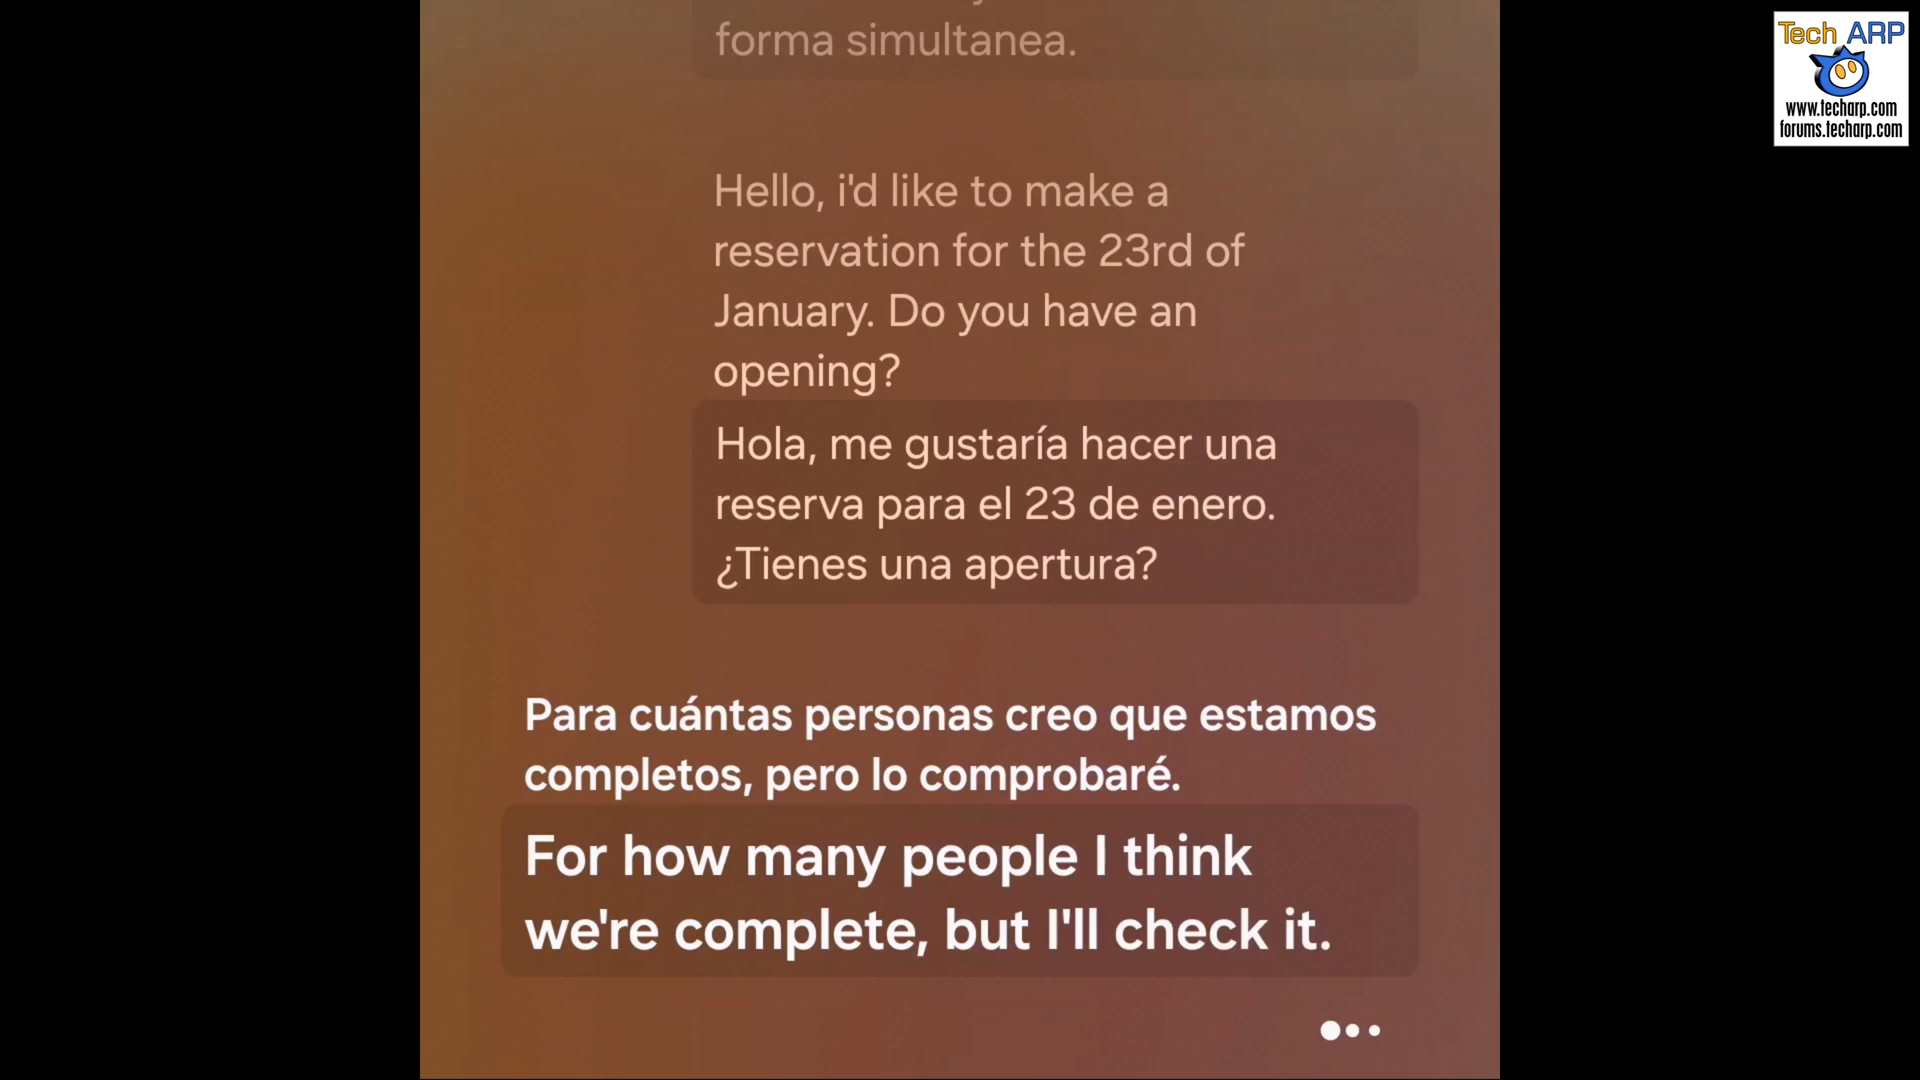 forma simultanea.
Hello, i'd like to make a
reservation for the 23rd of
January. Do you have an
opening?
Hola, me gustaría hacer una
reserva para el 23 de enero.
¿Tienes una apertura?
Para cuántas personas creo que estamos
completos, pero lo comprobaré.
For how many people I think
we're complete, but I'll check it.
Tech ARP
www.techarp.com
forums.techarp.com